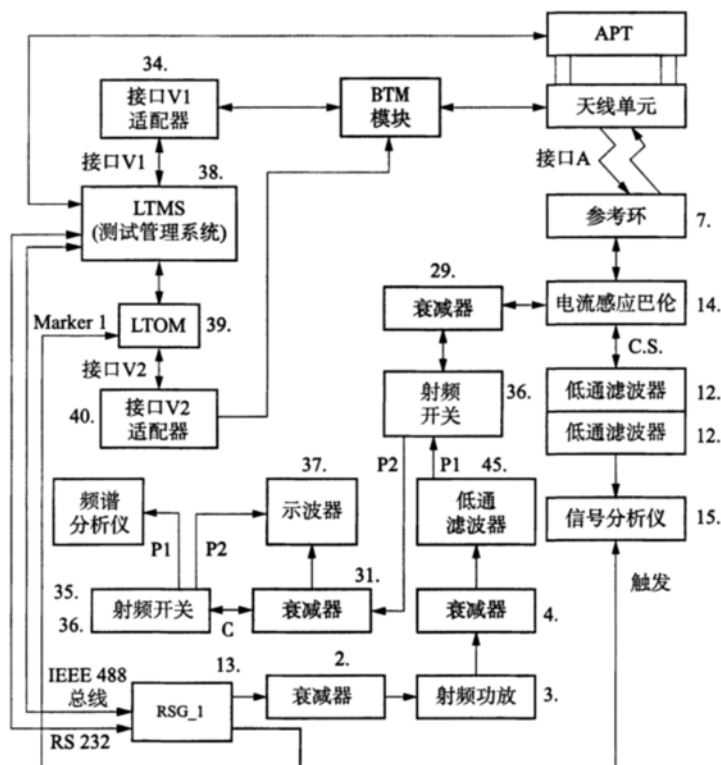 APT
34.
接口V1
适配器
BTM
模块
天线单元
接口V1
接口A
38.
LTMS
(测试管理系统)
参考环
7.
29.
衰减器
电流感应巴伦
14.
Marker 1
LTOM
39.
C.S.
接口V2
射频
开关
36.
低通滤波器
12.
40.
接口V2
适配器
低通滤波器
12.
P2
P1
45.
37.
频谱
分析仪
示波器
低通
滤波器
信号分析仪
15.
P1
P2
31.
触发
35.
36.
射频开关
C
衰减器
衰减器
4.
IEEE 488
总线
13.
2.
RSG_1
衰减器
射频功放
3.
RS 232